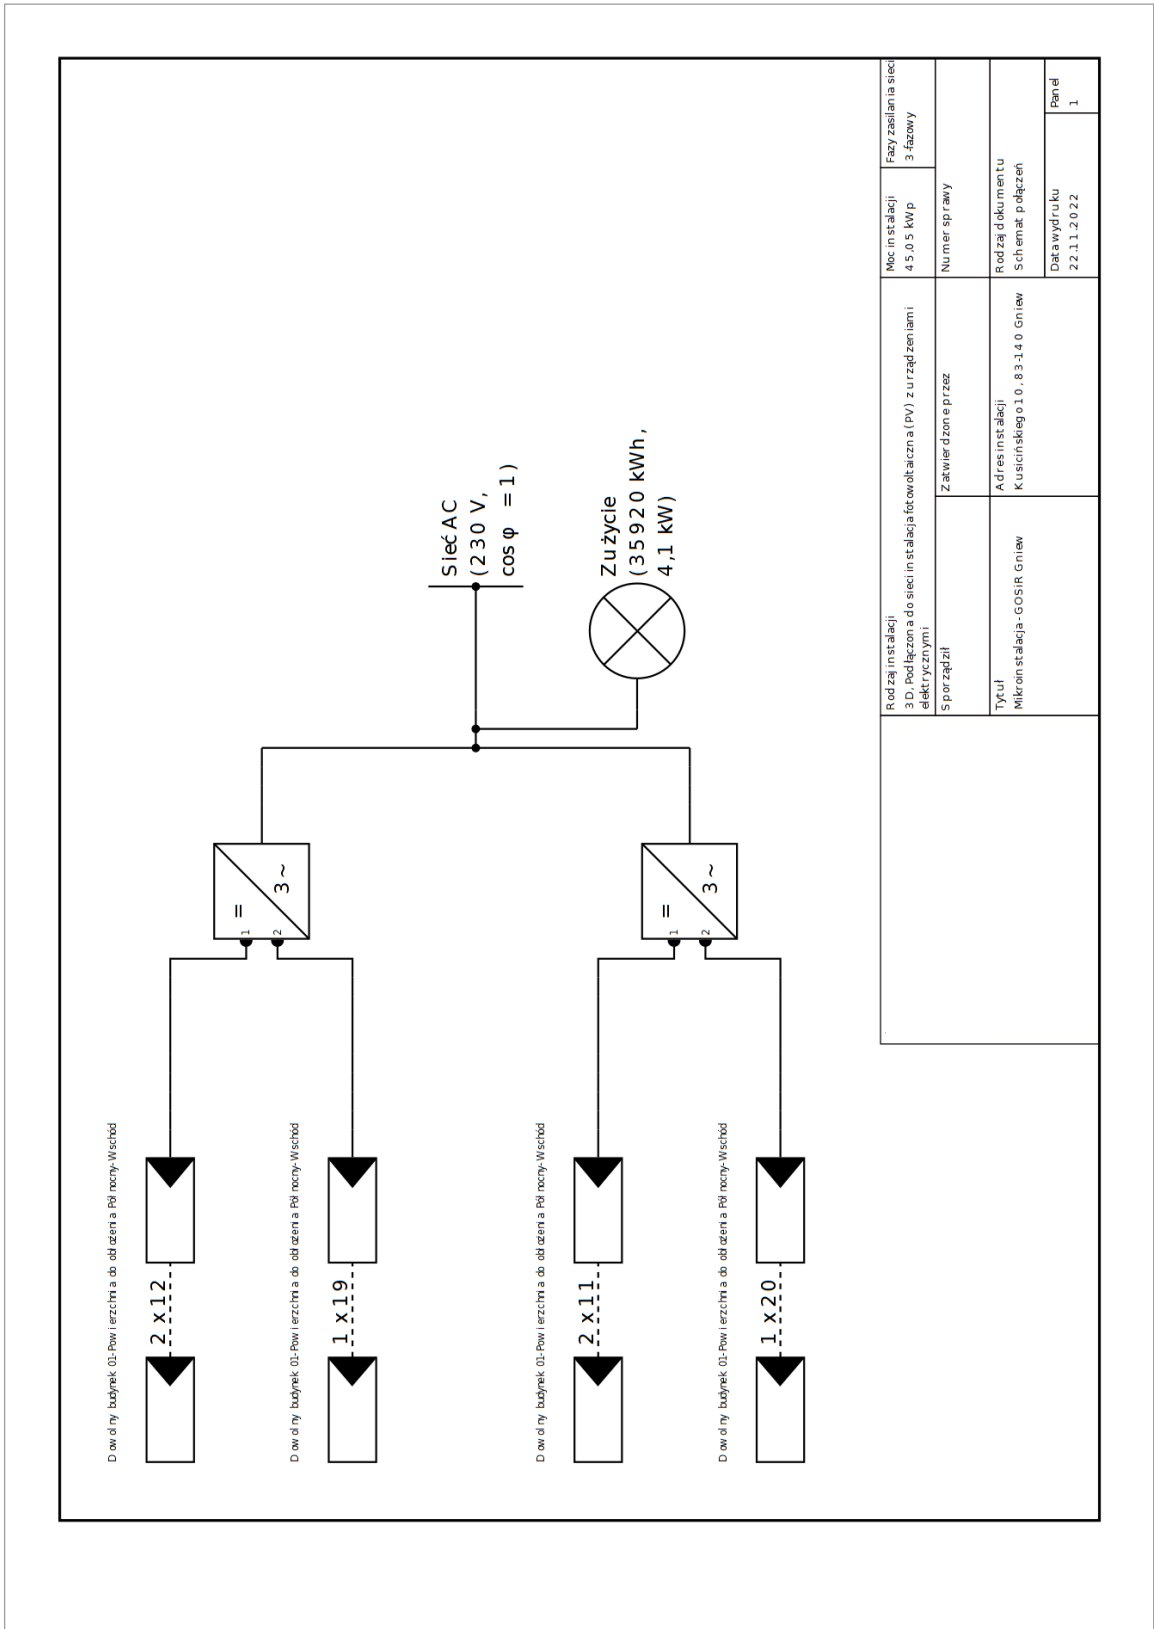 Dowolny budynek 01-Powierzchnia do obłożenia Północny-Wschód
2 x 12
Dowolny budynek 01-Powierzchnia do obłożenia Północny-Wschód
1 x 19
Dowolny budynek 01-Powierzchnia do obłożenia Północny-Wschód
2 x 11
Dowolny budynek 01-Powierzchnia do obłożenia Północny-Wschód
1 x 20
1
2
=
3 ~
1
2
=
3 ~
Sieć AC
(230 V,
cos φ = 1)
Zużycie
(35920 kWh,
4,1 kW)
Rodzaj instalacji
3D, Podłączona do sieci instalacja fotowoltaiczna (PV) z urządzeniami
elektrycznymi
Moc instalacji
45,05 kWp
Fazy zasilania sieci
3-fazowy
Sporządził
Zatwierdzone przez
Numer sprawy
Tytuł
Mikroinstalacja - GOSiR Gniew
Adres instalacji
Kusicińskiego 10, 83-140 Gniew
Rodzaj dokumentu
Schemat połączeń
Data wydruku
22.11.2022
Panel
1